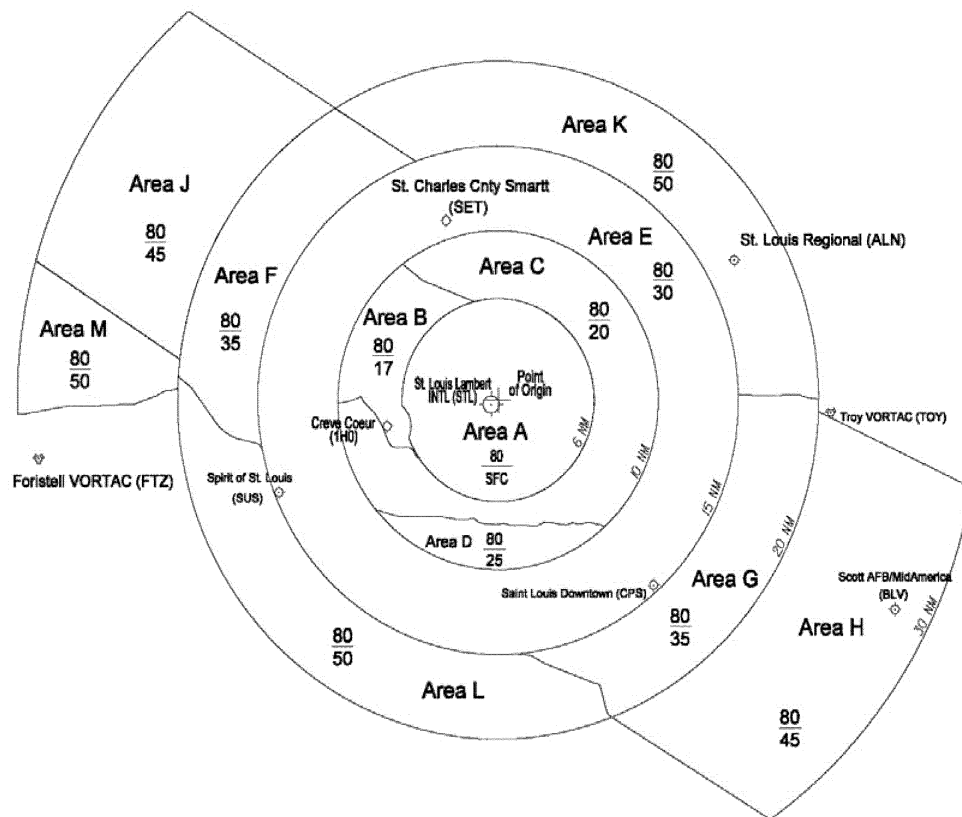 Area K
80
50
St. Charles Cnty Smartt
(SET)
Area J
80
45
Area E
80
30
St. Louis Regional (ALN)
Area C
80
20
Area F
80
35
Area B
80
17
Area M
80
50
St. Louis Lambert
INTL (STL)
Point
of Origin
Creve Coeur
(1H0)
Area A
80
SFC
6 NM
10 NM
15 NM
20 NM
30 NM
Troy VORTAC (TOY)
Foristell VORTAC (FTZ)
Spirit of St. Louis
(SUS)
Area D
80
25
Saint Louis Downtown (CPS)
Area G
80
35
Scott AFB/MidAmerica
(BLV)
Area H
80
45
80
50
Area L